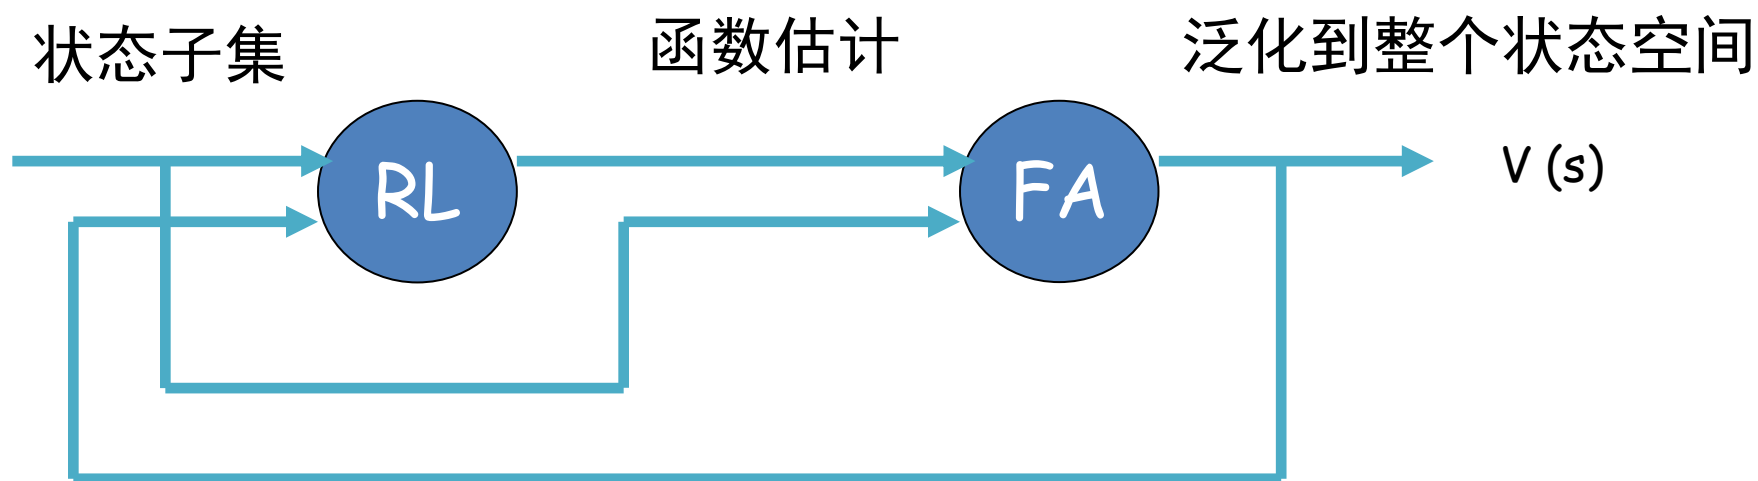 状态子集
函数估计
泛化到整个状态空间
RL
FA
V (s)